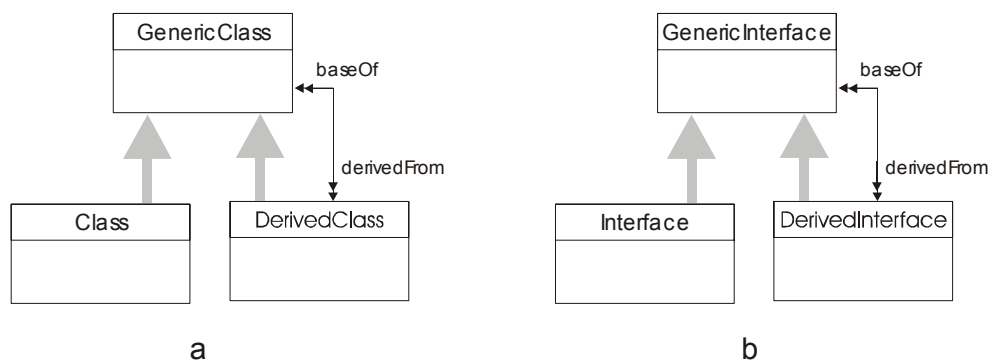 GenericClass
baseOf
derivedFrom
Class
DerivedClass
a
GenericInterface
baseOf
derivedFrom
Interface
DerivedInterface
b